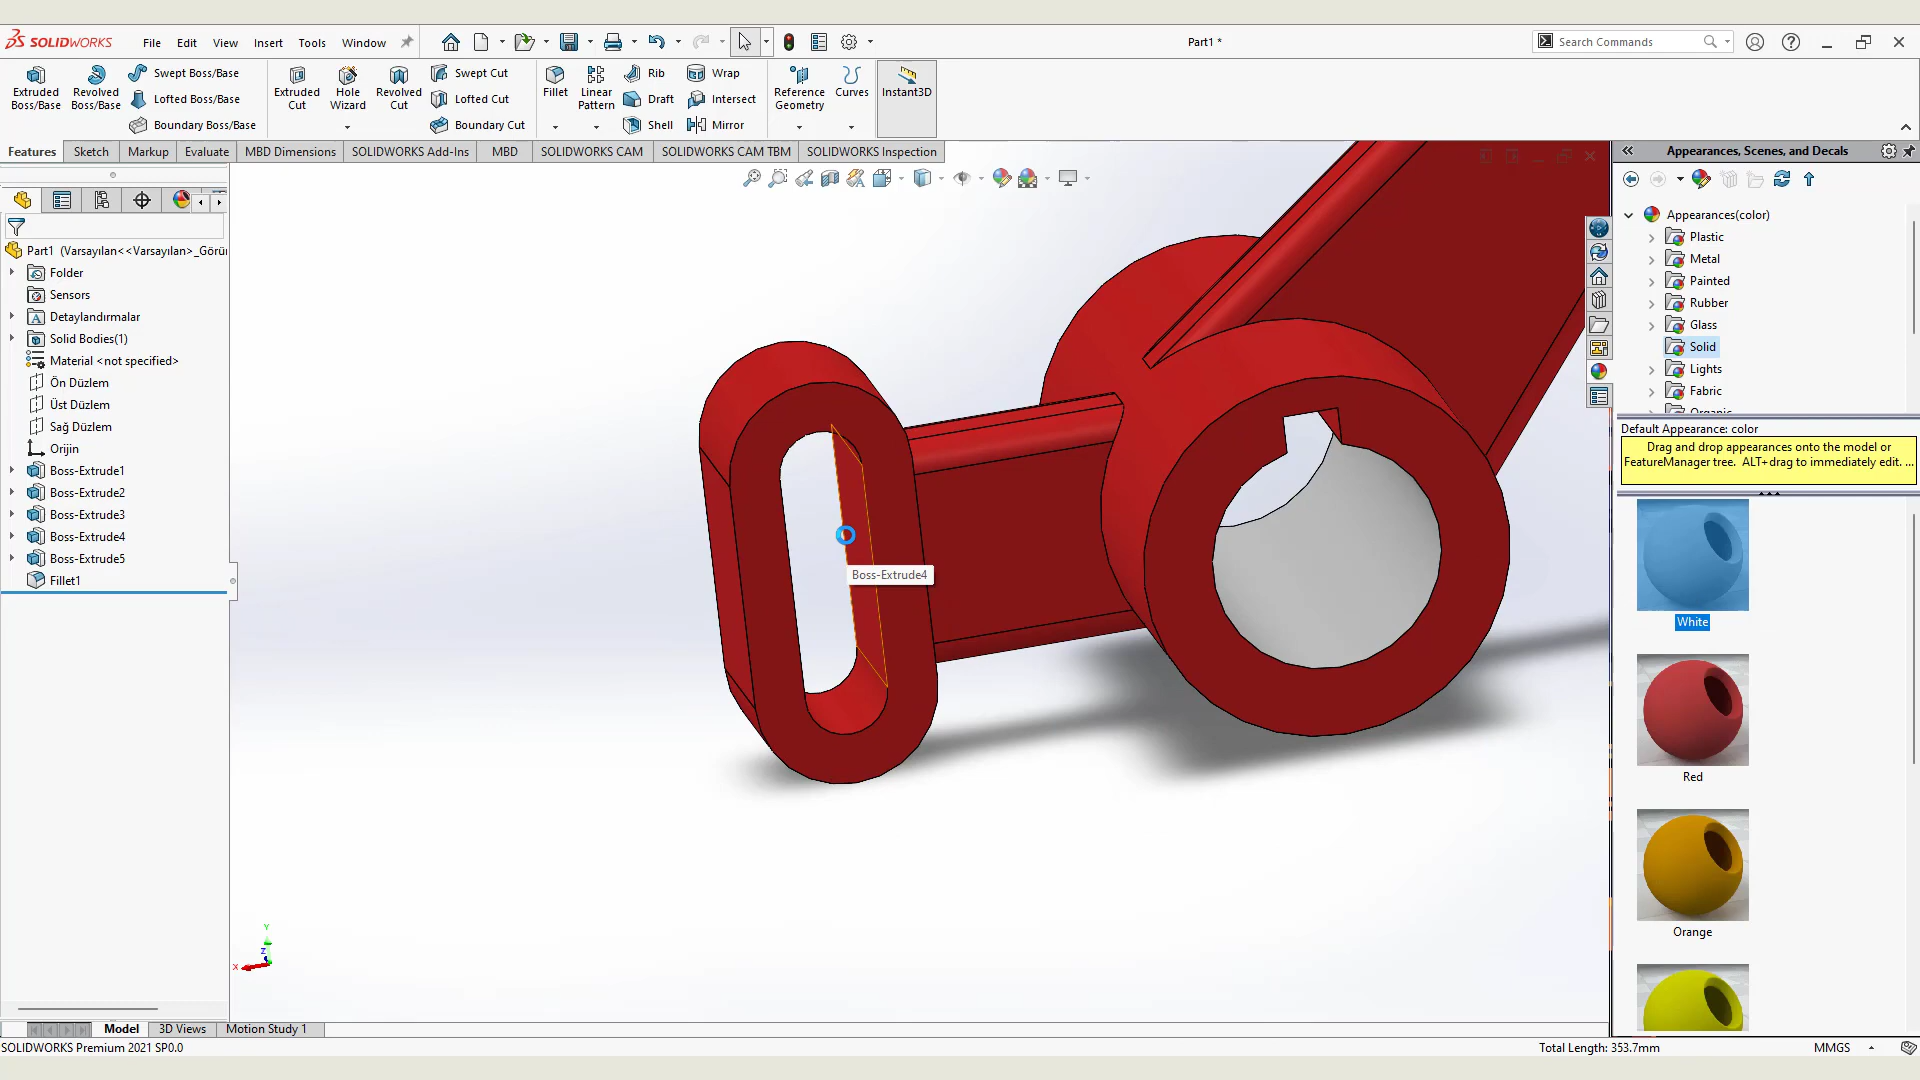 SOLIDWORKS
File Edit View Insert Tools Window
Part1 *
Search Commands
Extruded Boss/Base
Revolved Boss/Base
Swept Boss/Base
Lofted Boss/Base
Boundary Boss/Base
Extruded Cut
Hole Wizard
Revolved Cut
Swept Cut
Lofted Cut
Boundary Cut
Fillet
Linear Pattern
Rib
Draft
Shell
Wrap
Intersect
Mirror
Reference Geometry
Curves
Instant3D
Features Sketch Markup Evaluate MBD Dimensions SOLIDWORKS Add-Ins MBD SOLIDWORKS CAM SOLIDWORKS CAM TBM SOLIDWORKS Inspection
Part1 (Varsayılan<<Varsayılan>_Görü
Folder
Sensors
Detaylandırmalar
Solid Bodies(1)
Material <not specified>
Ön Düzlem
Üst Düzlem
Sağ Düzlem
Orijin
Boss-Extrude1
Boss-Extrude2
Boss-Extrude3
Boss-Extrude4
Boss-Extrude5
Fillet1
Boss-Extrude4
Y
Z
X
Appearances, Scenes, and Decals
Appearances(color)
Plastic
Metal
Painted
Rubber
Glass
Solid
Lights
Fabric
Organic
Default Appearance: color
Drag and drop appearances onto the model or
FeatureManager tree. ALT+drag to immediately edit. ...
White
Red
Orange
Model 3D Views Motion Study 1
SOLIDWORKS Premium 2021 SP0.0
Total Length: 353.7mm
MMGS